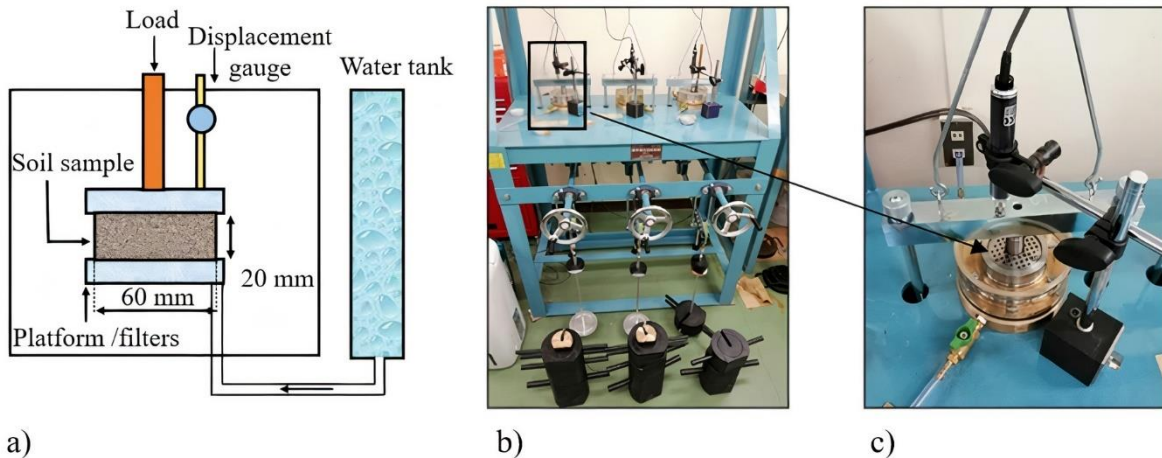 Load
Displacement
gauge
Water tank
Soil sample
20 mm
60 mm
Platform /filters
a)
b)
c)